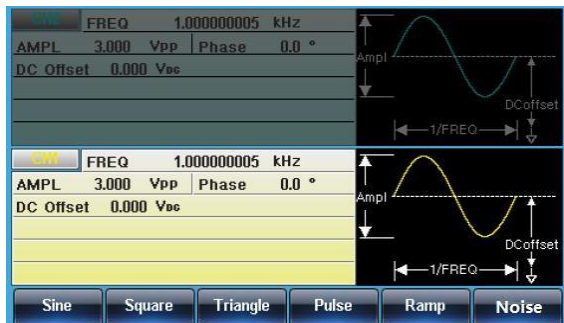 FREQ 1.000000005 kHz
AMPL 3.000 Vpp Phase 0.0 °
DC Offset 0.000 VDC
Ampl
DCoffset
1/FREQ
FREQ 1.000000005 kHz
AMPL 3.000 Vpp Phase 0.0 °
DC Offset 0.000 VDC
Ampl
DCoffset
1/FREQ
Sine Square Triangle Pulse Ramp Noise